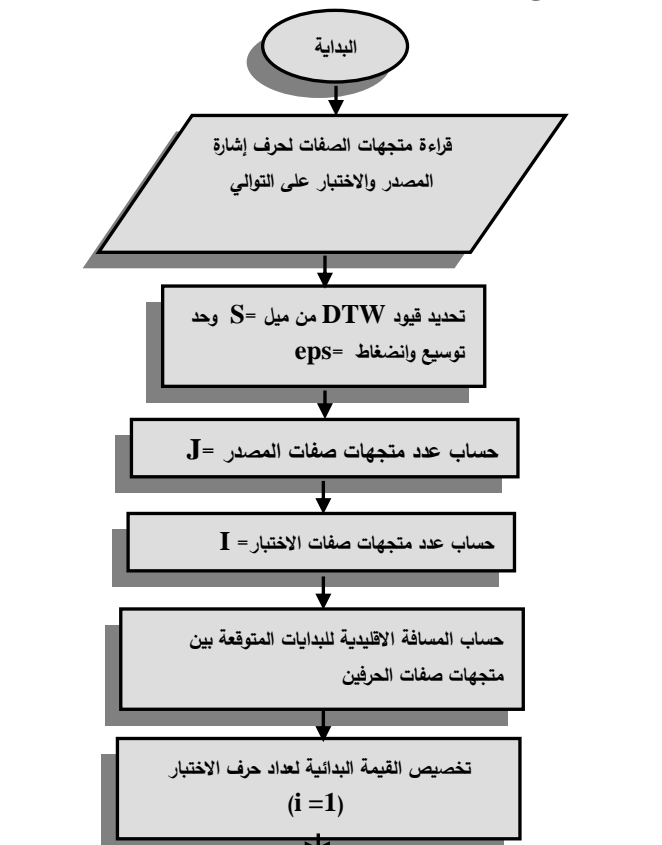 البداية
قراءة متجهات الصفات لحرف إشارة
المصدر والاختبار على التوالي
تحديد قيود DTW من ميل =S وحد
توسيع وانضغاط =eps
حساب عدد متجهات صفات المصدر =J
حساب عدد متجهات صفات الاختبار= I
حساب المسافة الاقليدية للبدايات المتوقعة بين
متجهات صفات الحرفين
تخصيص القيمة البدائية لعداد حرف الاختبار
(i =1)